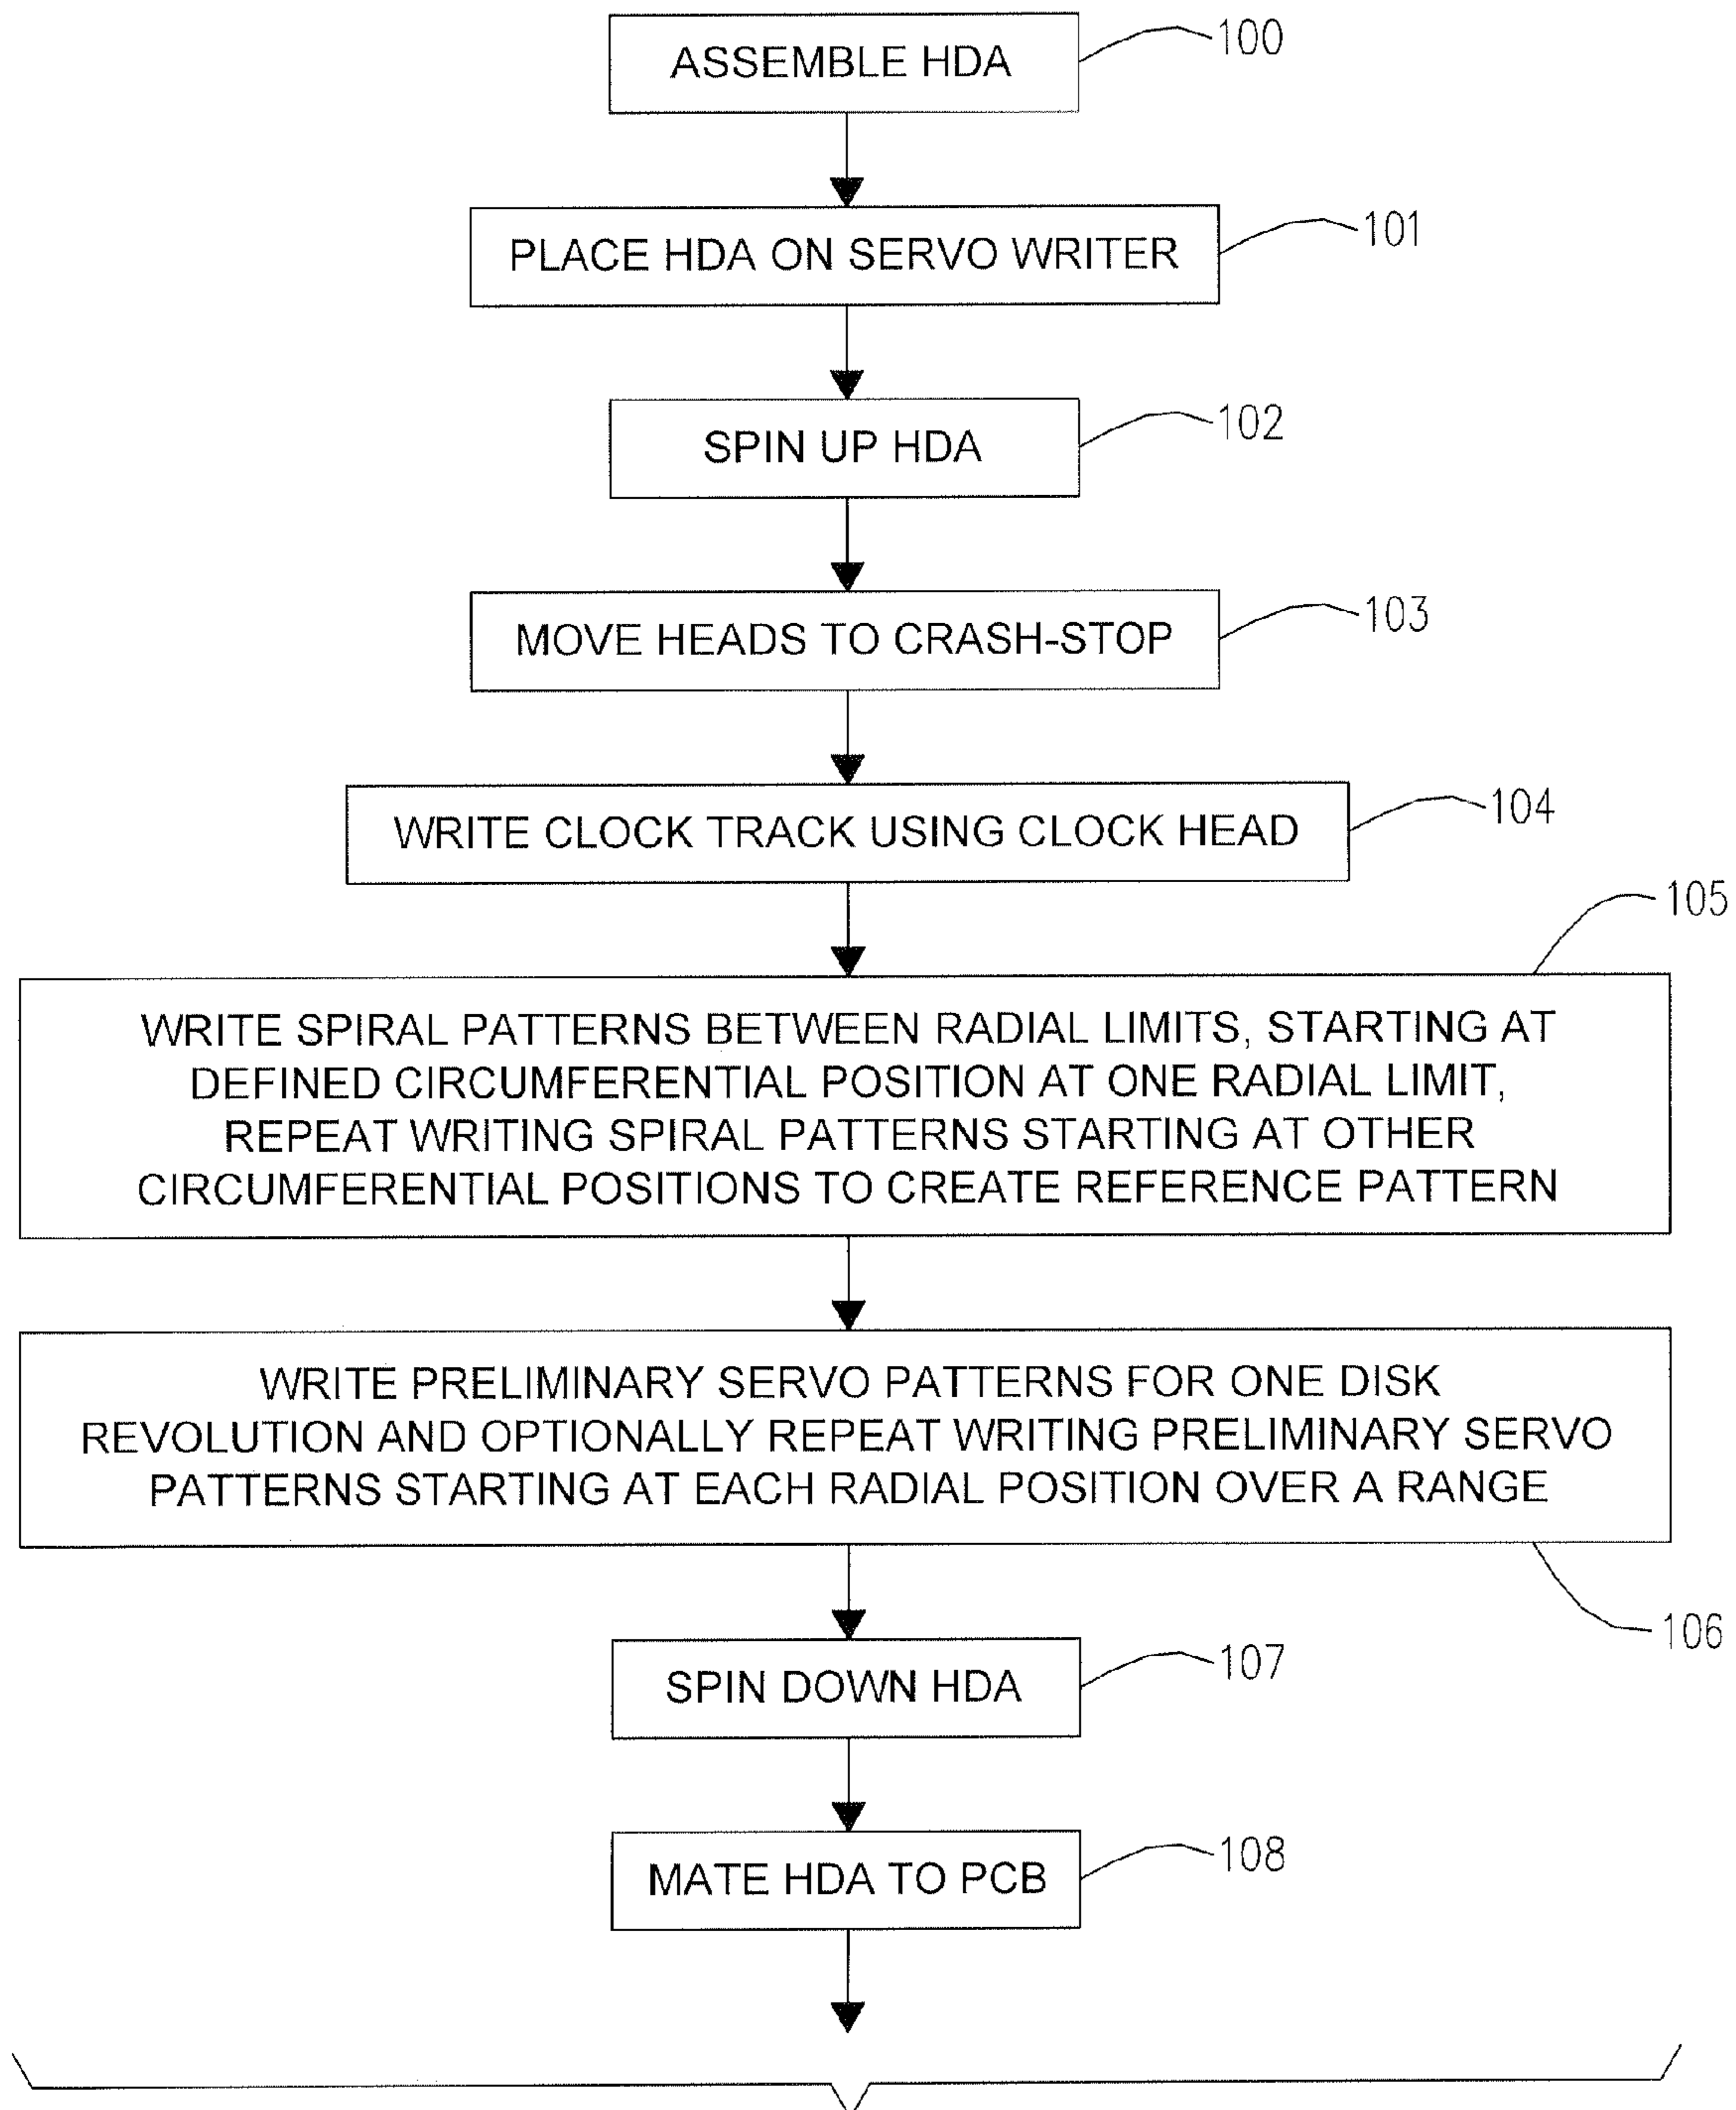 ASSEMBLE HDA
100
PLACE HDA ON SERVO WRITER
101
SPIN UP HDA
102
MOVE HEADS TO CRASH-STOP
103
WRITE CLOCK TRACK USING CLOCK HEAD
104
105
WRITE SPIRAL PATTERNS BETWEEN RADIAL LIMITS, STARTING AT
DEFINED CIRCUMFERENTIAL POSITION AT ONE RADIAL LIMIT,
REPEAT WRITING SPIRAL PATTERNS STARTING AT OTHER
CIRCUMFERENTIAL POSITIONS TO CREATE REFERENCE PATTERN
WRITE PRELIMINARY SERVO PATTERNS FOR ONE DISK
REVOLUTION AND OPTIONALLY REPEAT WRITING PRELIMINARY SERVO
PATTERNS STARTING AT EACH RADIAL POSITION OVER A RANGE
106
SPIN DOWN HDA
107
MATE HDA TO PCB
108